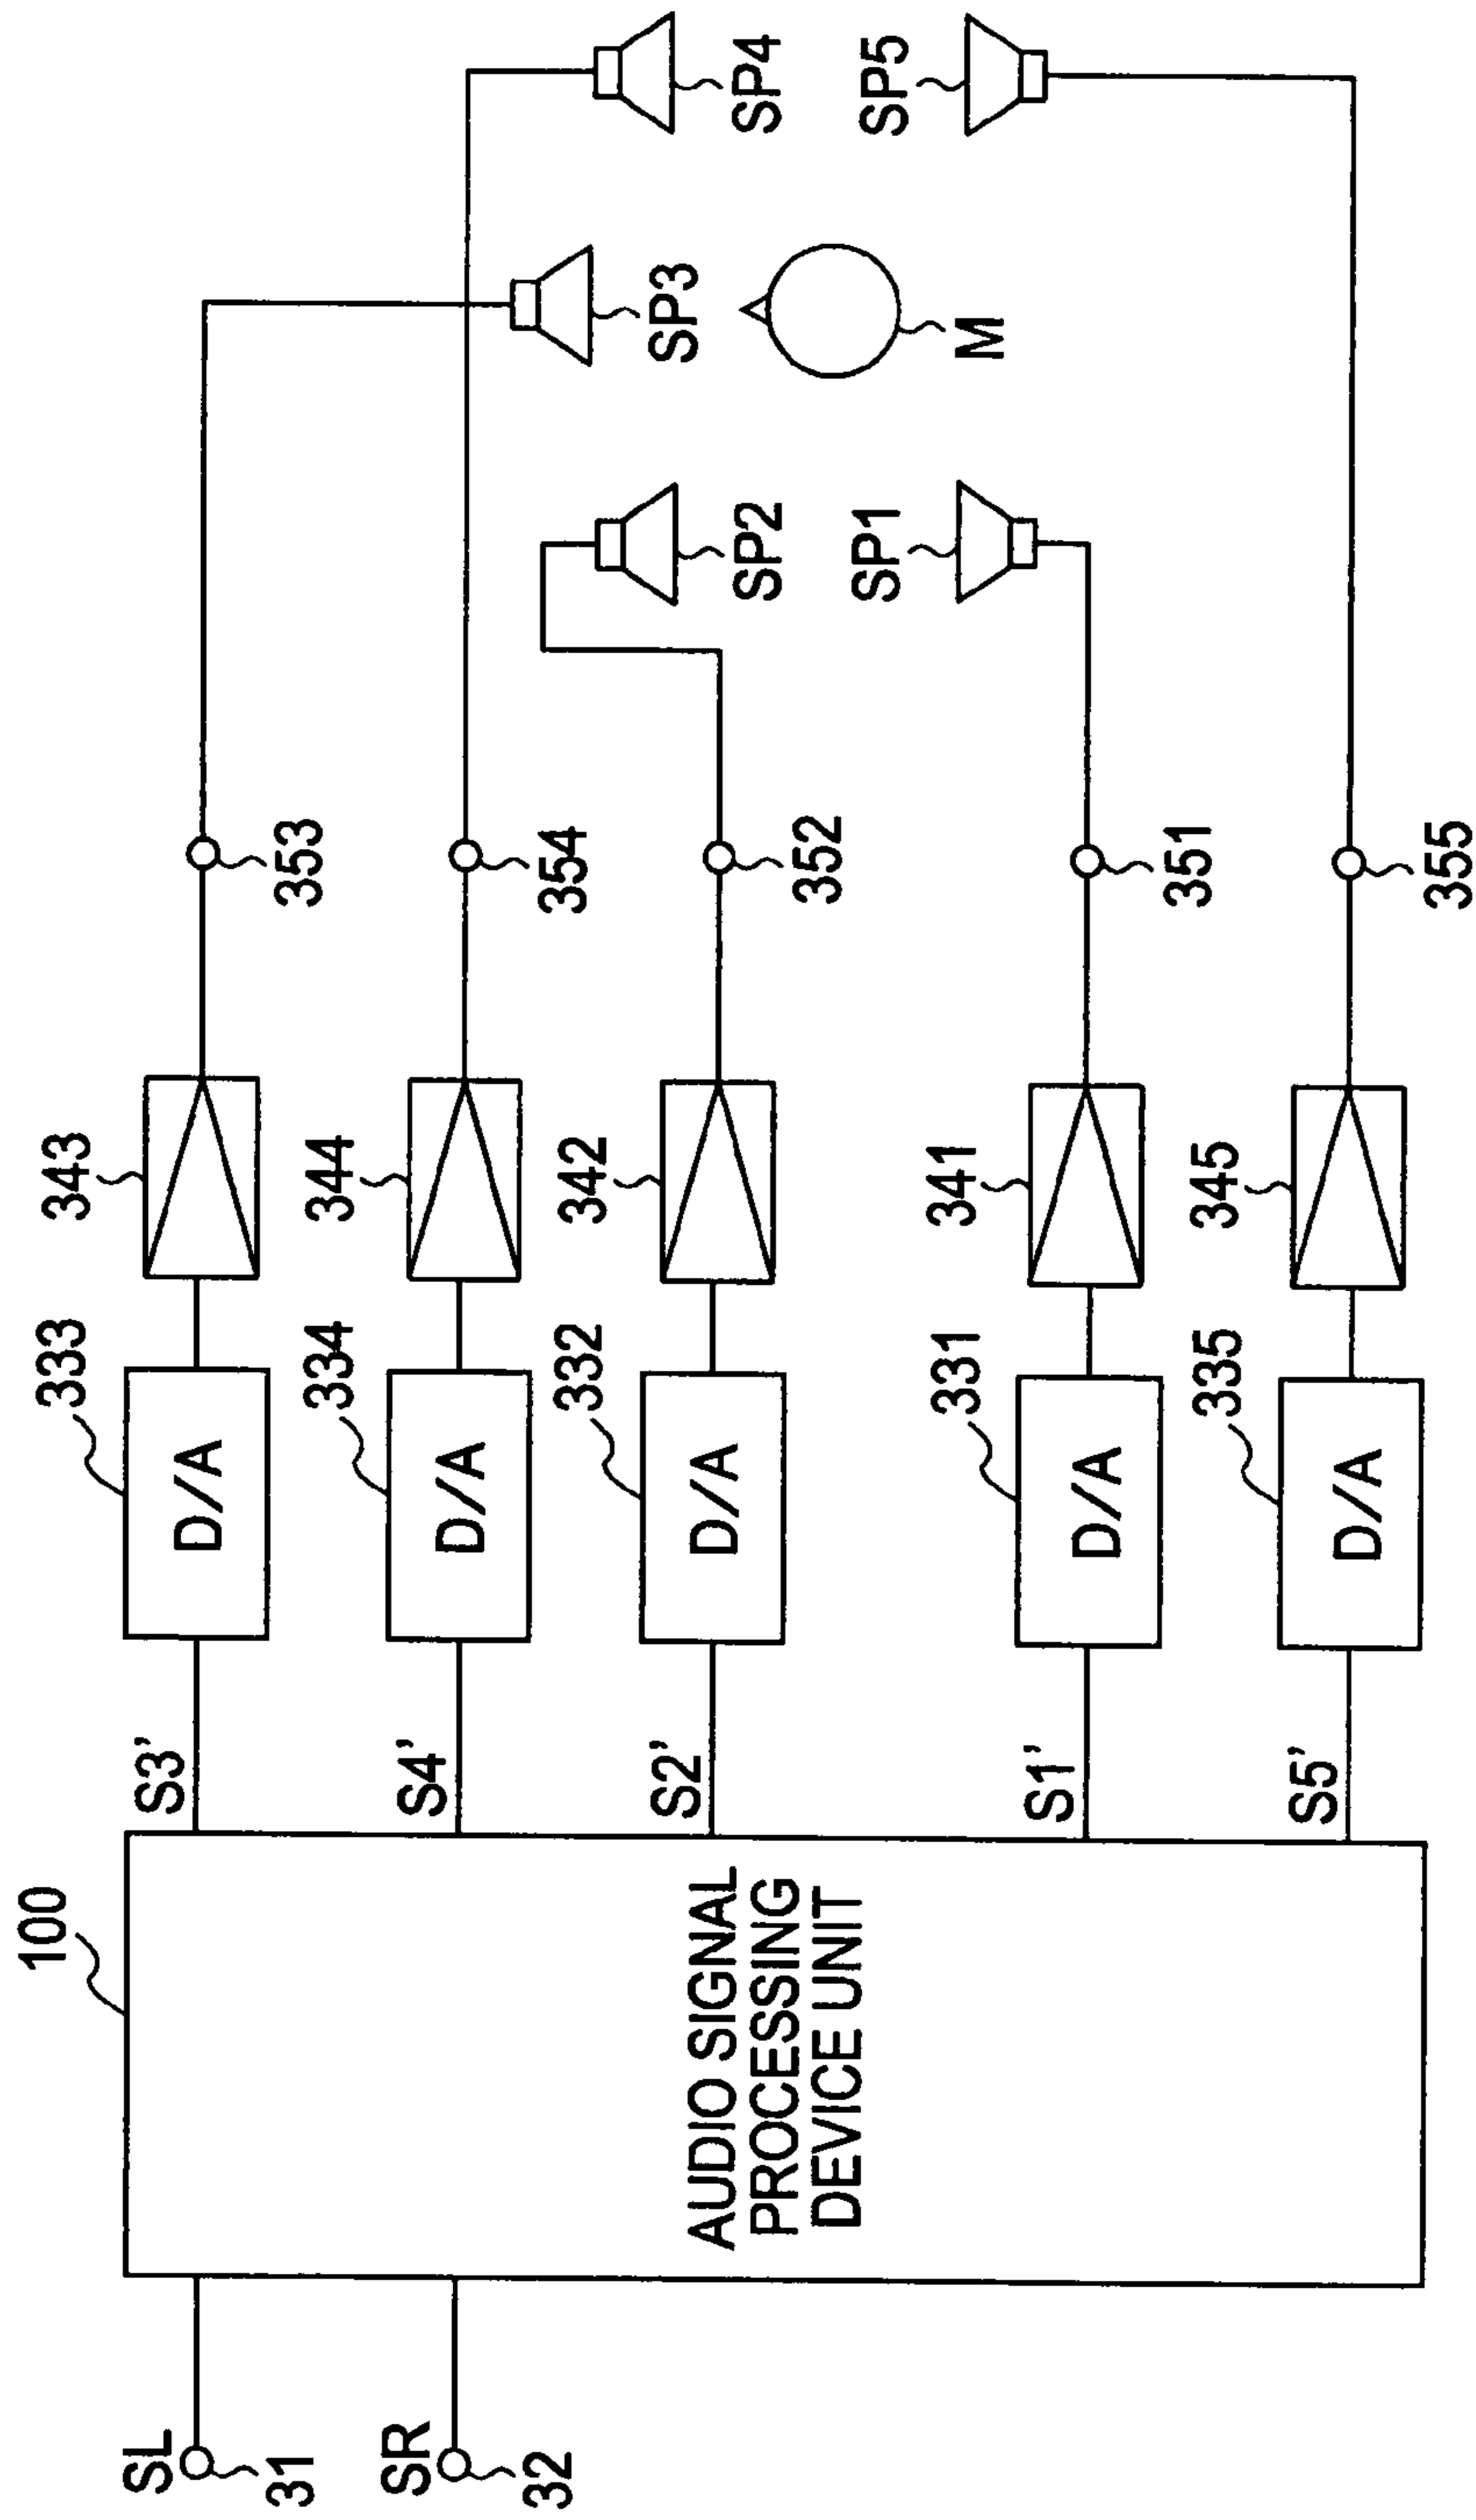 100
SL
31
SR
32
AUDIO SIGNAL
PROCESSING
DEVICE UNIT
S3'
S4'
S2'
S1'
S5'
333
D/A
334
D/A
332
D/A
331
D/A
335
D/A
343
344
342
341
345
353
354
352
351
355
SP2
SP1
SP3
M
SP4
SP5